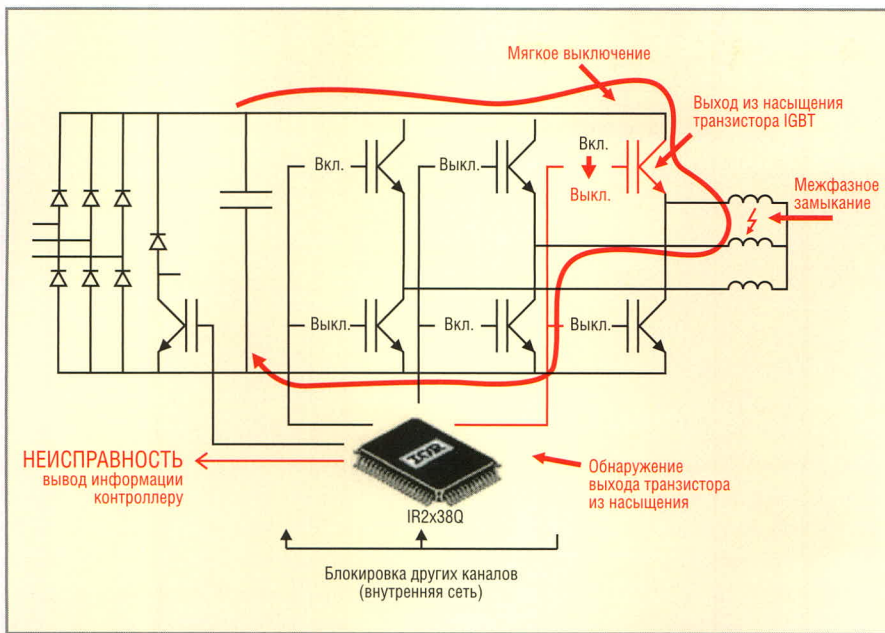 Мягкое выключение
Выход из насыщения
транзистора IGBT
Вкл.
Выкл.
Вкл.
Выкл.
Межфазное
замыкание
Выкл.
Вкл.
Выкл.
IOR
НЕИСПРАВНОСТЬ
вывод информации
контроллеру
Обнаружение
выхода транзистора
из насыщения
IR2x38Q
Блокировка других каналов
(внутренняя сеть)